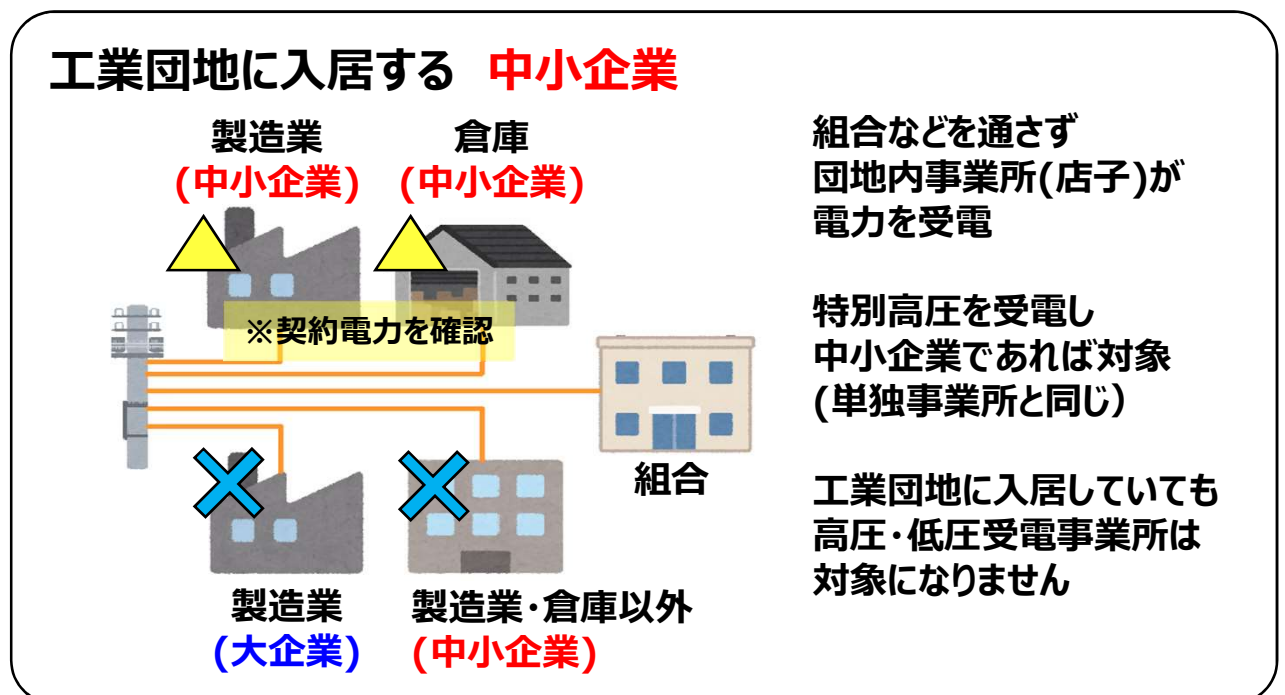 工業団地に入居する 中小企業
製造業
(中小企業)
倉庫
(中小企業)
※契約電力を確認
組合
製造業
(大企業)
製造業・倉庫以外
(中小企業)
組合などを通さず
団地内事業所(店子)が
電力を受電
特別高圧を受電し
中小企業であれば対象
(単独事業所と同じ）
工業団地に入居していても
高圧・低圧受電事業所は
対象になりません